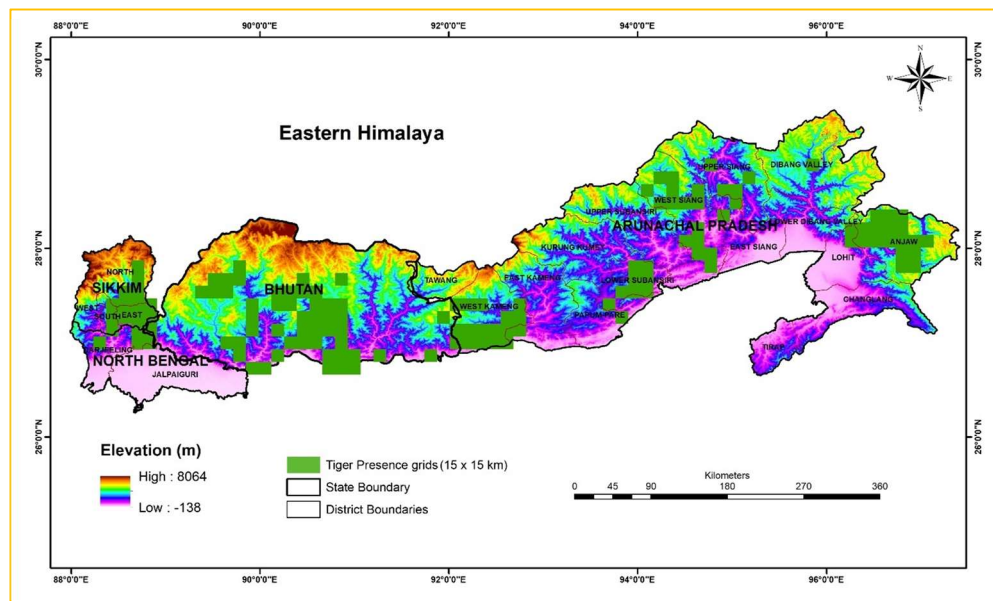 88°0'0"E 90°0'0"E 92°0'0"E 94°0'0"E 96°0'0"E
30°0'0"N 30°0'0"N
N
W E
S
Eastern Himalaya
UPPER SIANG
DIBANG VALLEY
WEST SIANG
UPPER SUBANSIRI
LOWER DIBANG VALLEY
ARUNACHAL PRADESH
ANJAW
KURUNG KUMEY
EAST SIANG
28°0'0"N 28°0'0"N
LOHIT
NORTH
SIKKIM
TAWANG
EAST KAMENG
LOWER SUBANSIRI
BHUTAN
CHANGLANG
WEST
SOUTH EAST
WEST KAMENG
PAPUM PARE
TIRAP
DARJEELING
NORTH BENGAL
JALPAIGURI
26°0'0"N 26°0'0"N
Elevation (m)
High : 8064
Low : -138
Tiger Presence grids (15 x 15 km)
State Boundary
District Boundaries
Kilometers
0 45 90 180 270 360
88°0'0"E 90°0'0"E 92°0'0"E 94°0'0"E 96°0'0"E